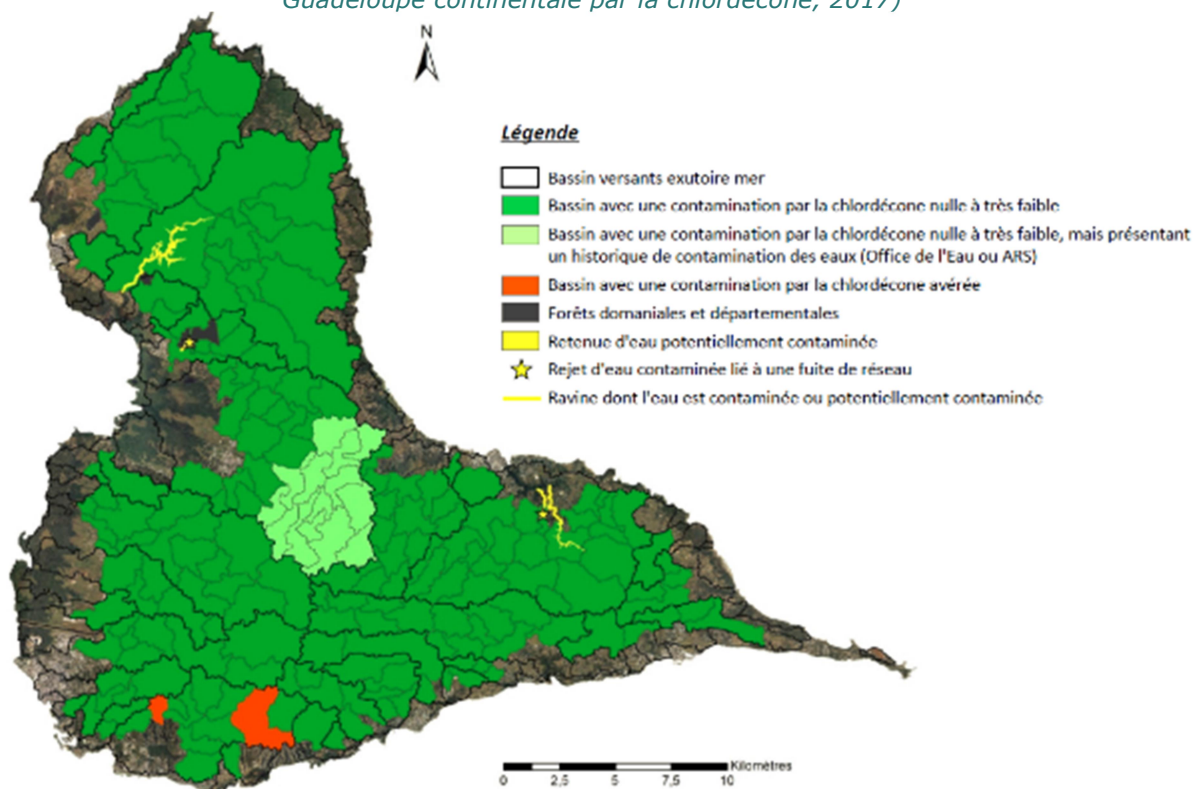 Guadeloupe continentale par la chlordécone, 2017)
N
Légende
Bassin versants exutoire mer
Bassin avec une contamination par la chlordécone nulle à très faible
Bassin avec une contamination par la chlordécone nulle à très faible, mais présentant
un historique de contamination des eaux (Office de l'Eau ou ARS)
Bassin avec une contamination par la chlordécone avérée
Forêts domaniales et départementales
Retenue d'eau potentiellement contaminée
Rejet d'eau contaminée lié à une fuite de réseau
Ravine dont l'eau est contaminée ou potentiellement contaminée
Kilomètres
0 2,5 5 7,5 10